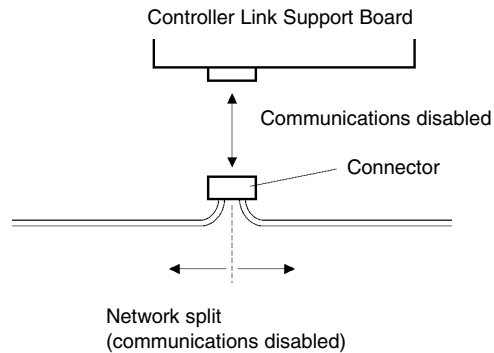 Controller Link Support Board
Communications disabled
Connector
Network split
(communications disabled)